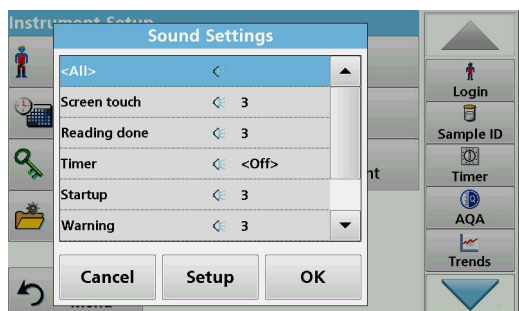 Instrument Setup
Sound Settings
<All>
Screen touch 3
Reading done 3
Timer <Off>
Startup 3
Warning 3
Cancel Setup OK
nt
Menu
Login
Sample ID
Timer
AQA
Trends